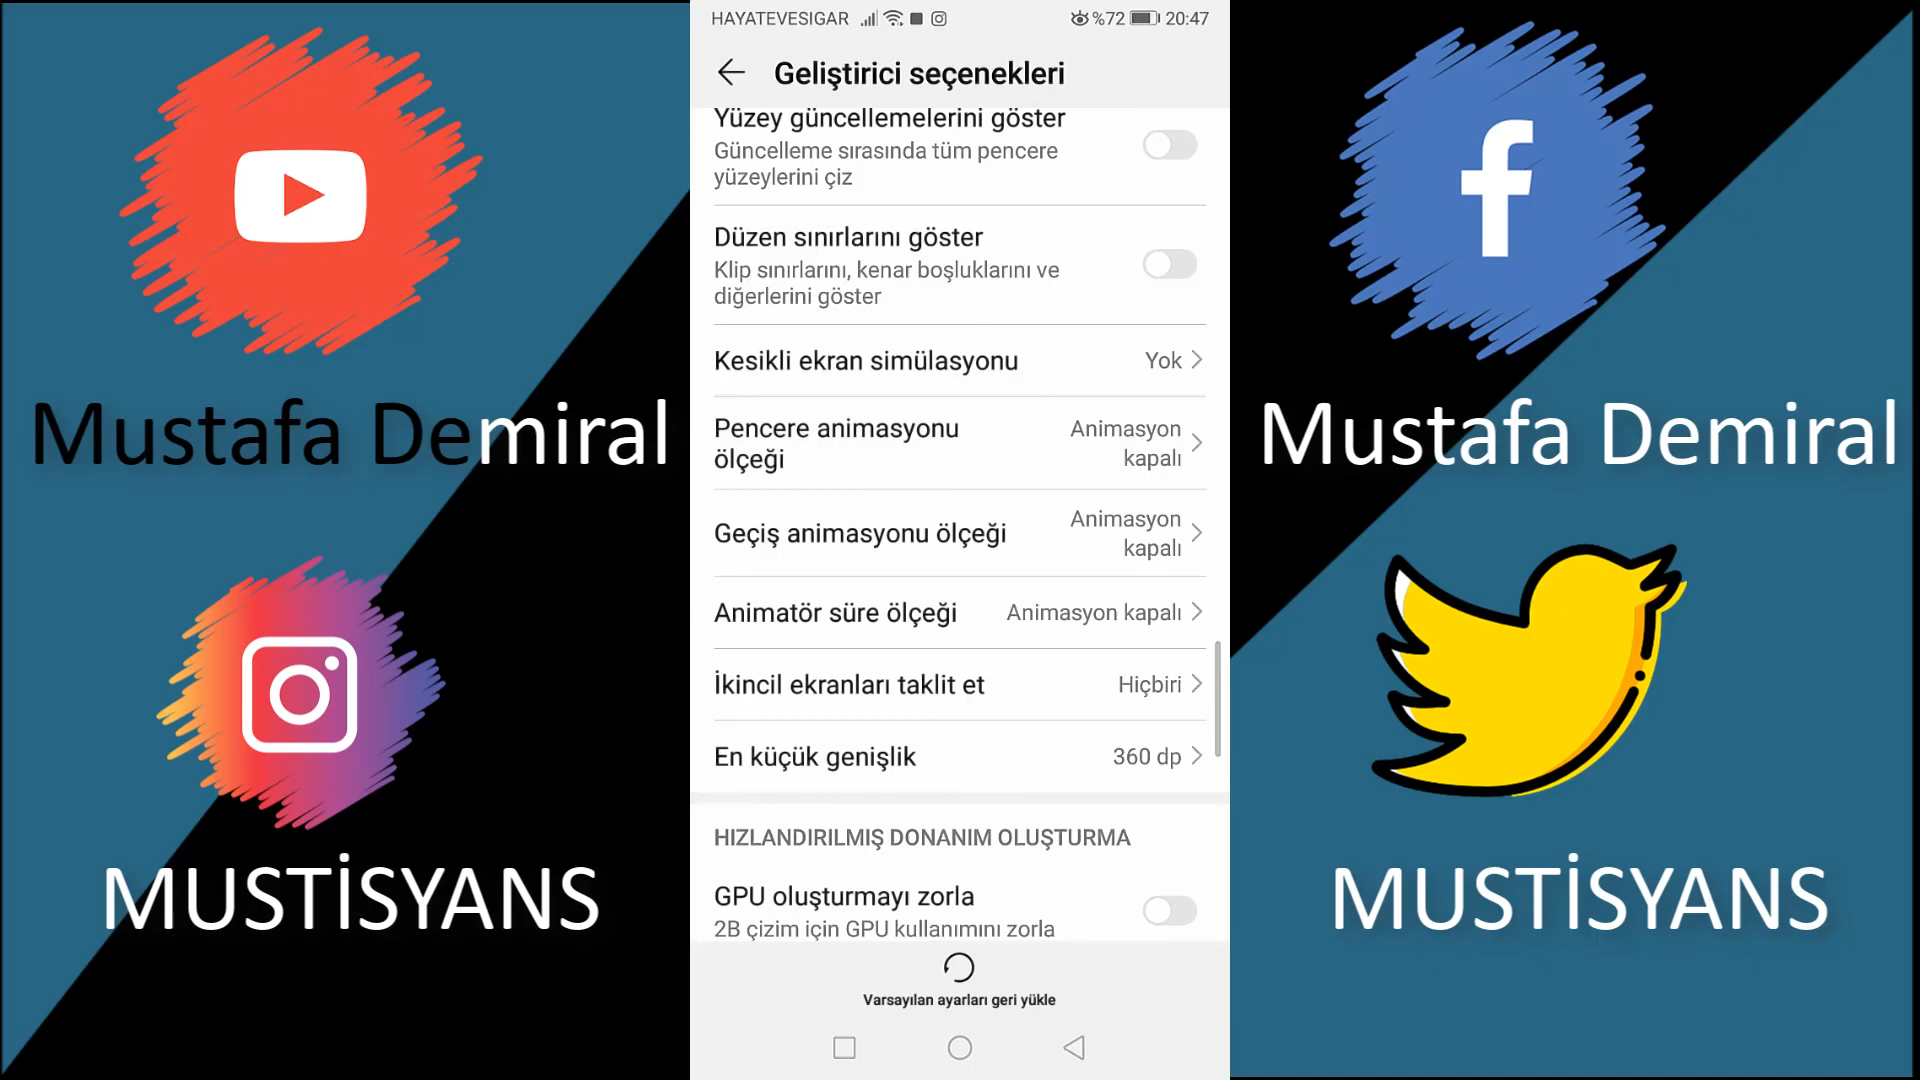 HAYATEVESIGAR %72 20:47
Geliştirici seçenekleri
Yüzey güncellemelerini göster
Güncelleme sırasında tüm pencere
yüzeylerini çiz
Düzen sınırlarını göster
Klip sınırlarını, kenar boşluklarını ve
diğerlerini göster
Kesikli ekran simülasyonu Yok
Pencere animasyonu
ölçeği
Animasyon
kapalı
Geçiş animasyonu ölçeği
Animasyon
kapalı
Animatör süre ölçeği Animasyon kapalı
İkincil ekranları taklit et Hiçbiri
En küçük genişlik 360 dp
HIZLANDIRILMIŞ DONANIM OLUŞTURMA
GPU oluşturmayı zorla
2B çizim için GPU kullanımını zorla
Varsayılan ayarları geri yükle
Mustafa Demiral
MUSTİSYANS
Mustafa Demiral
MUSTİSYANS